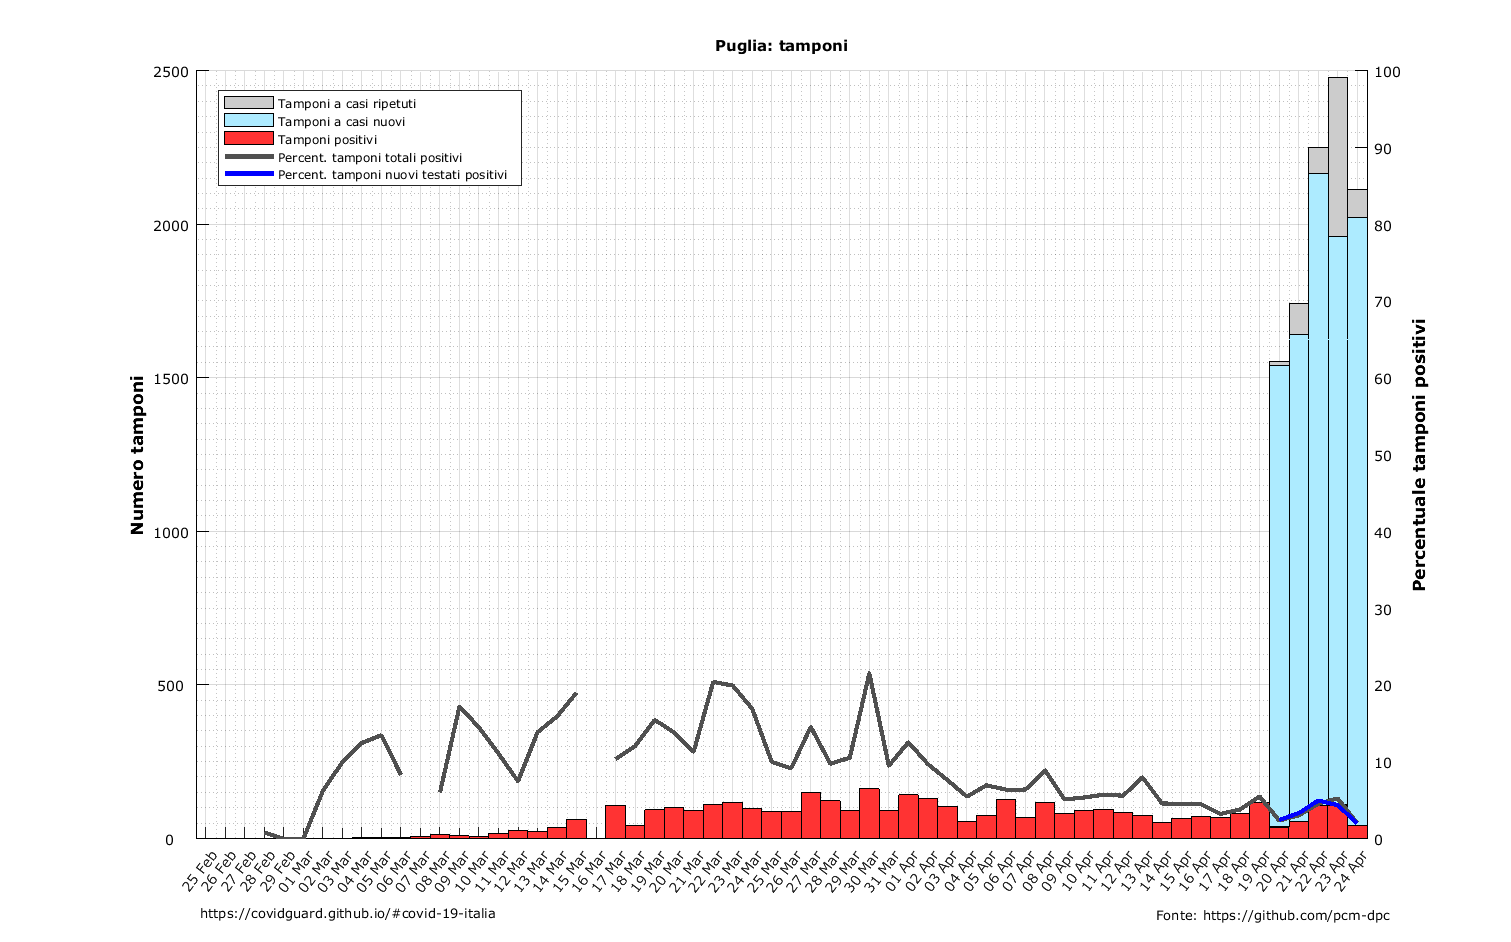 Puglia: tamponi
Tamponi a casi ripetuti
Tamponi a casi nuovi
Tamponi positivi
Percent. tamponi totali positivi
Percent. tamponi nuovi testati positivi
Numero tamponi
2500
2000
1500
1000
500
0
Percentuale tamponi positivi
100
90
80
70
60
50
40
30
20
10
0
25 Feb
26 Feb
27 Feb
28 Feb
29 Feb
01 Mar
02 Mar
03 Mar
04 Mar
05 Mar
06 Mar
07 Mar
08 Mar
09 Mar
10 Mar
11 Mar
12 Mar
13 Mar
14 Mar
15 Mar
16 Mar
17 Mar
18 Mar
19 Mar
20 Mar
21 Mar
22 Mar
23 Mar
24 Mar
25 Mar
26 Mar
27 Mar
28 Mar
29 Mar
30 Mar
31 Mar
01 Apr
02 Apr
03 Apr
04 Apr
05 Apr
06 Apr
07 Apr
08 Apr
09 Apr
10 Apr
11 Apr
12 Apr
13 Apr
14 Apr
15 Apr
16 Apr
17 Apr
18 Apr
19 Apr
20 Apr
21 Apr
22 Apr
23 Apr
24 Apr
https://covidguard.github.io/#covid-19-italia
Fonte: https://github.com/pcm-dpc